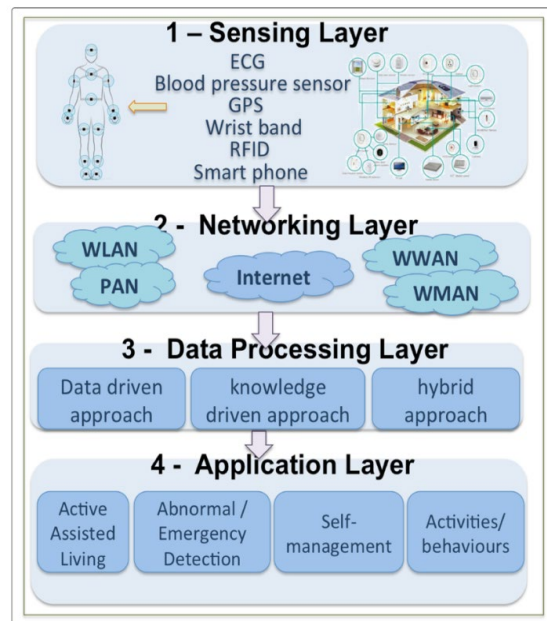 1 – Sensing Layer
ECG
Blood pressure sensor
GPS
Wrist band
RFID
Smart phone
2 - Networking Layer
WLAN
PAN
Internet
WWAN
WMAN
3 - Data Processing Layer
Data driven
approach
knowledge
driven approach
hybrid
approach
4 - Application Layer
Active
Assisted
Living
Abnormal /
Emergency
Detection
Self-
management
Activities/
behaviours